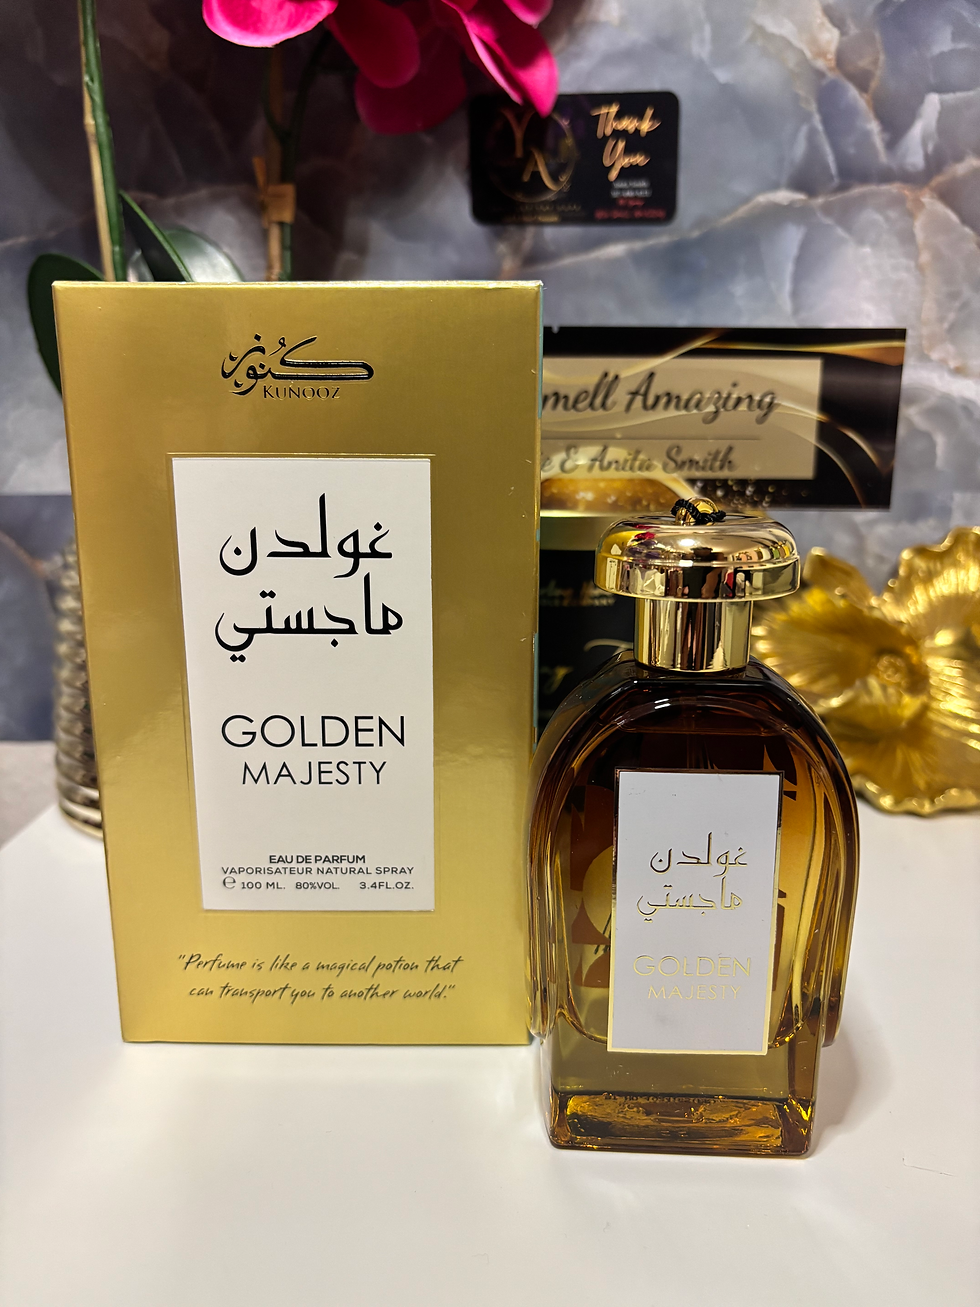 Thank
You
Y
A
كنوز
KUNOOZ
غولدن
ماجستي
GOLDEN
MAJESTY
EAU DE PARFUM
VAPORISATEUR NATURAL SPRAY
℮ 100 ML. 80%VOL. 3.4FL.OZ.
"Perfume is like a magical potion that
can transport you to another world."
mell Amazing
e & Anita Smith
غولدن
ماجستي
GOLDEN
MAJESTY